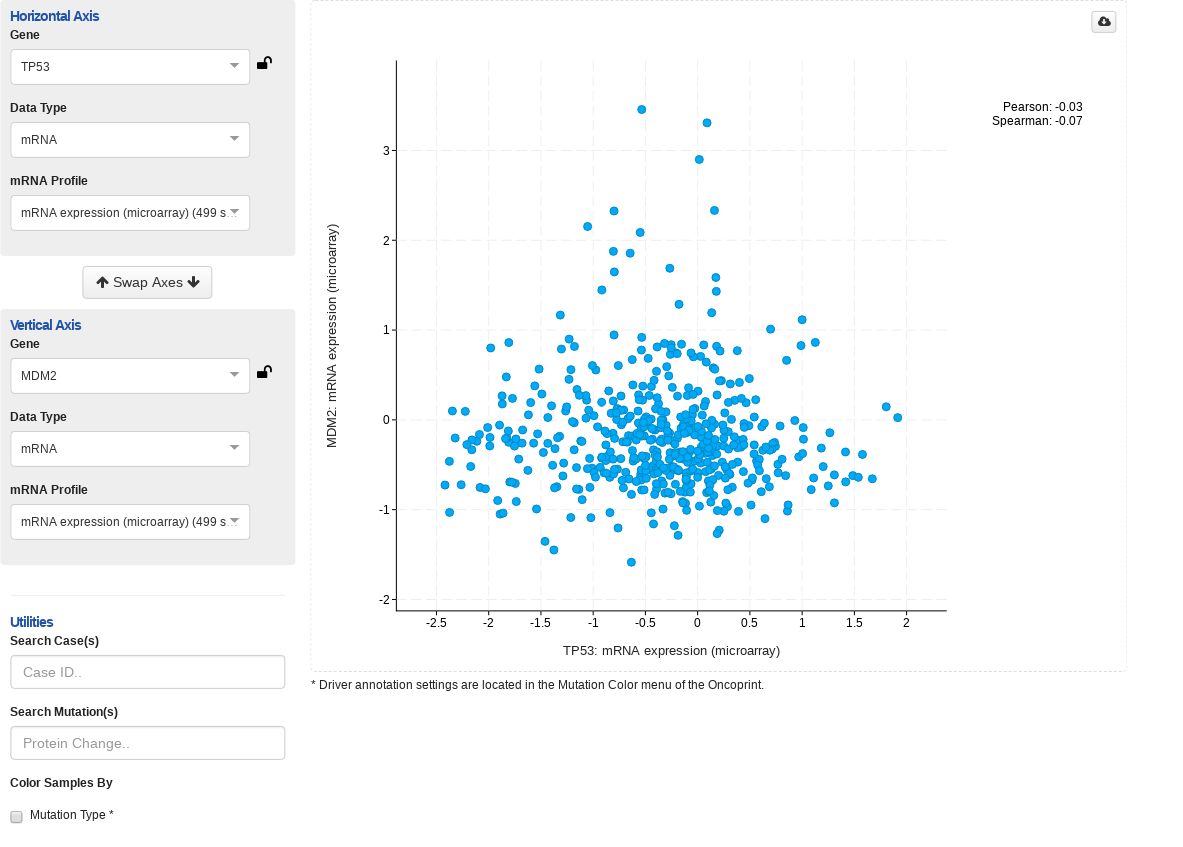 Horizontal Axis
Gene
TP53
Data Type
mRNA
mRNA Profile
mRNA expression (microarray) (499 s...
Swap Axes
Vertical Axis
Gene
MDM2
Data Type
mRNA
mRNA Profile
mRNA expression (microarray) (499 s...
Utilities
Search Case(s)
Case ID..
Search Mutation(s)
Protein Change..
Color Samples By
Mutation Type *
Pearson: -0.03
Spearman: -0.07
MDM2: mRNA expression (microarray)
3
2
1
0
-1
-2
-2.5 -2 -1.5 -1 -0.5 0 0.5 1 1.5 2
TP53: mRNA expression (microarray)
* Driver annotation settings are located in the Mutation Color menu of the Oncoprint.